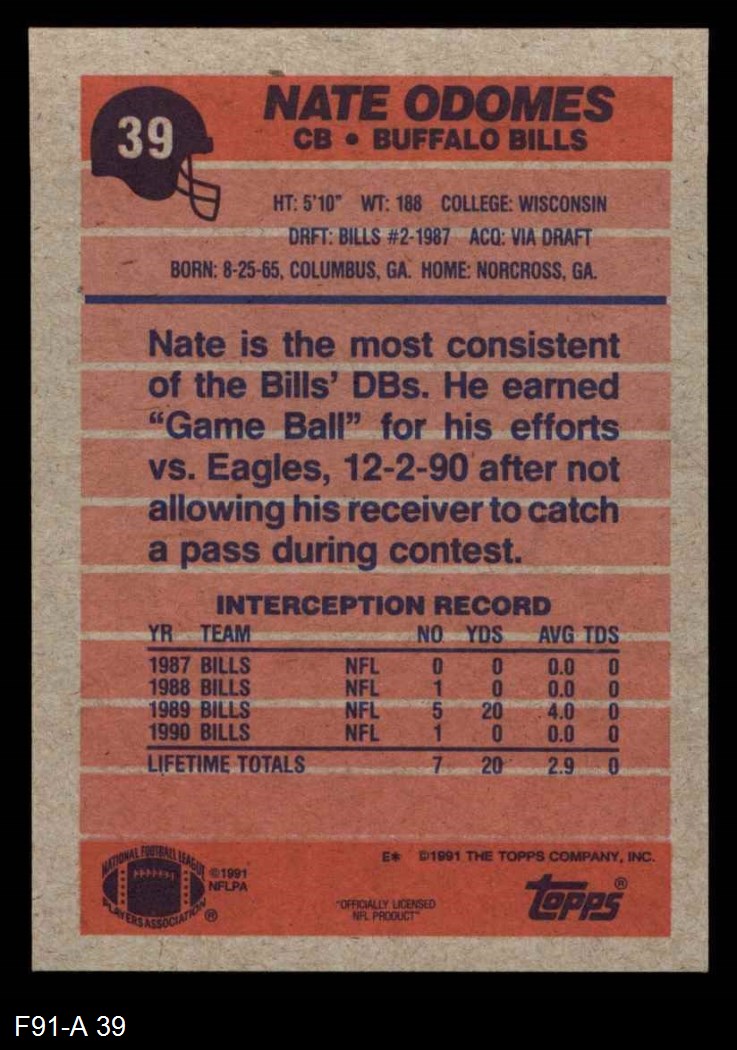 39
NATE ODOMES
CB • BUFFALO BILLS
HT: 5'10" WT: 188 COLLEGE: WISCONSIN
DRFT: BILLS #2-1987 ACQ: VIA DRAFT
BORN: 8-25-65, COLUMBUS, GA. HOME: NORCROSS, GA.
Nate is the most consistent
of the Bills' DBs. He earned
“Game Ball” for his efforts
vs. Eagles, 12-2-90 after not
allowing his receiver to catch
a pass during contest.
INTERCEPTION RECORD
YR TEAM NO YDS AVG TDS
1987 BILLS NFL 0 0 0.0 0
1988 BILLS NFL 1 0 0.0 0
1989 BILLS NFL 5 20 4.0 0
1990 BILLS NFL 1 0 0.0 0
LIFETIME TOTALS 7 20 2.9 0
E* ©1991 THE TOPPS COMPANY, INC.
NATIONAL FOOTBALL LEAGUE
PLAYERS ASSOCIATION ®
©1991
NFLPA
"OFFICIALLY LICENSED
NFL PRODUCT"
topps®
F91-A 39